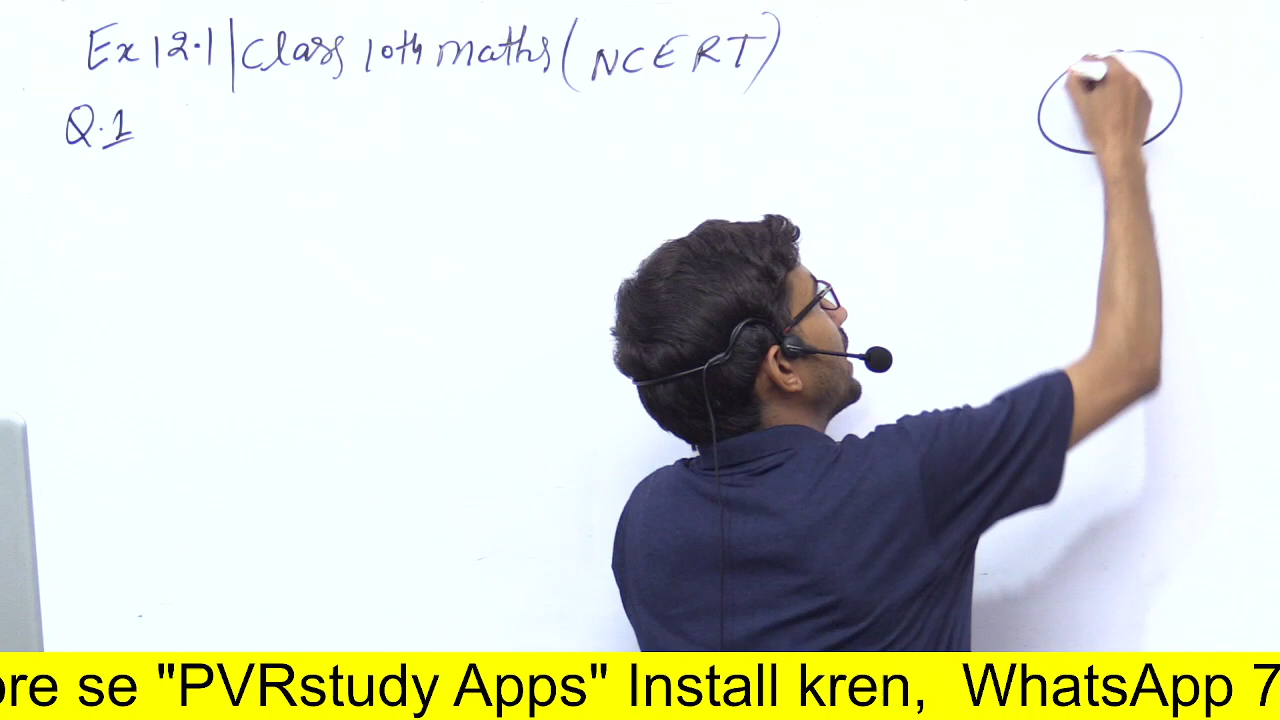 Ex 12.1 | Class 10th maths (NCERT)
Q.1
ore se "PVRstudy Apps" Install kren, WhatsApp 7